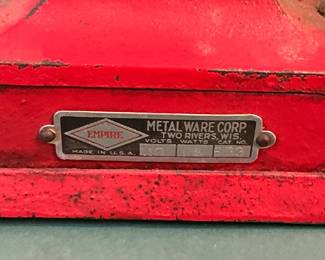 EMPIRE
MADE IN U.S.A.
METAL WARE CORP.
TWO RIVERS, WIS.
VOLTS WATTS CAT. NO.